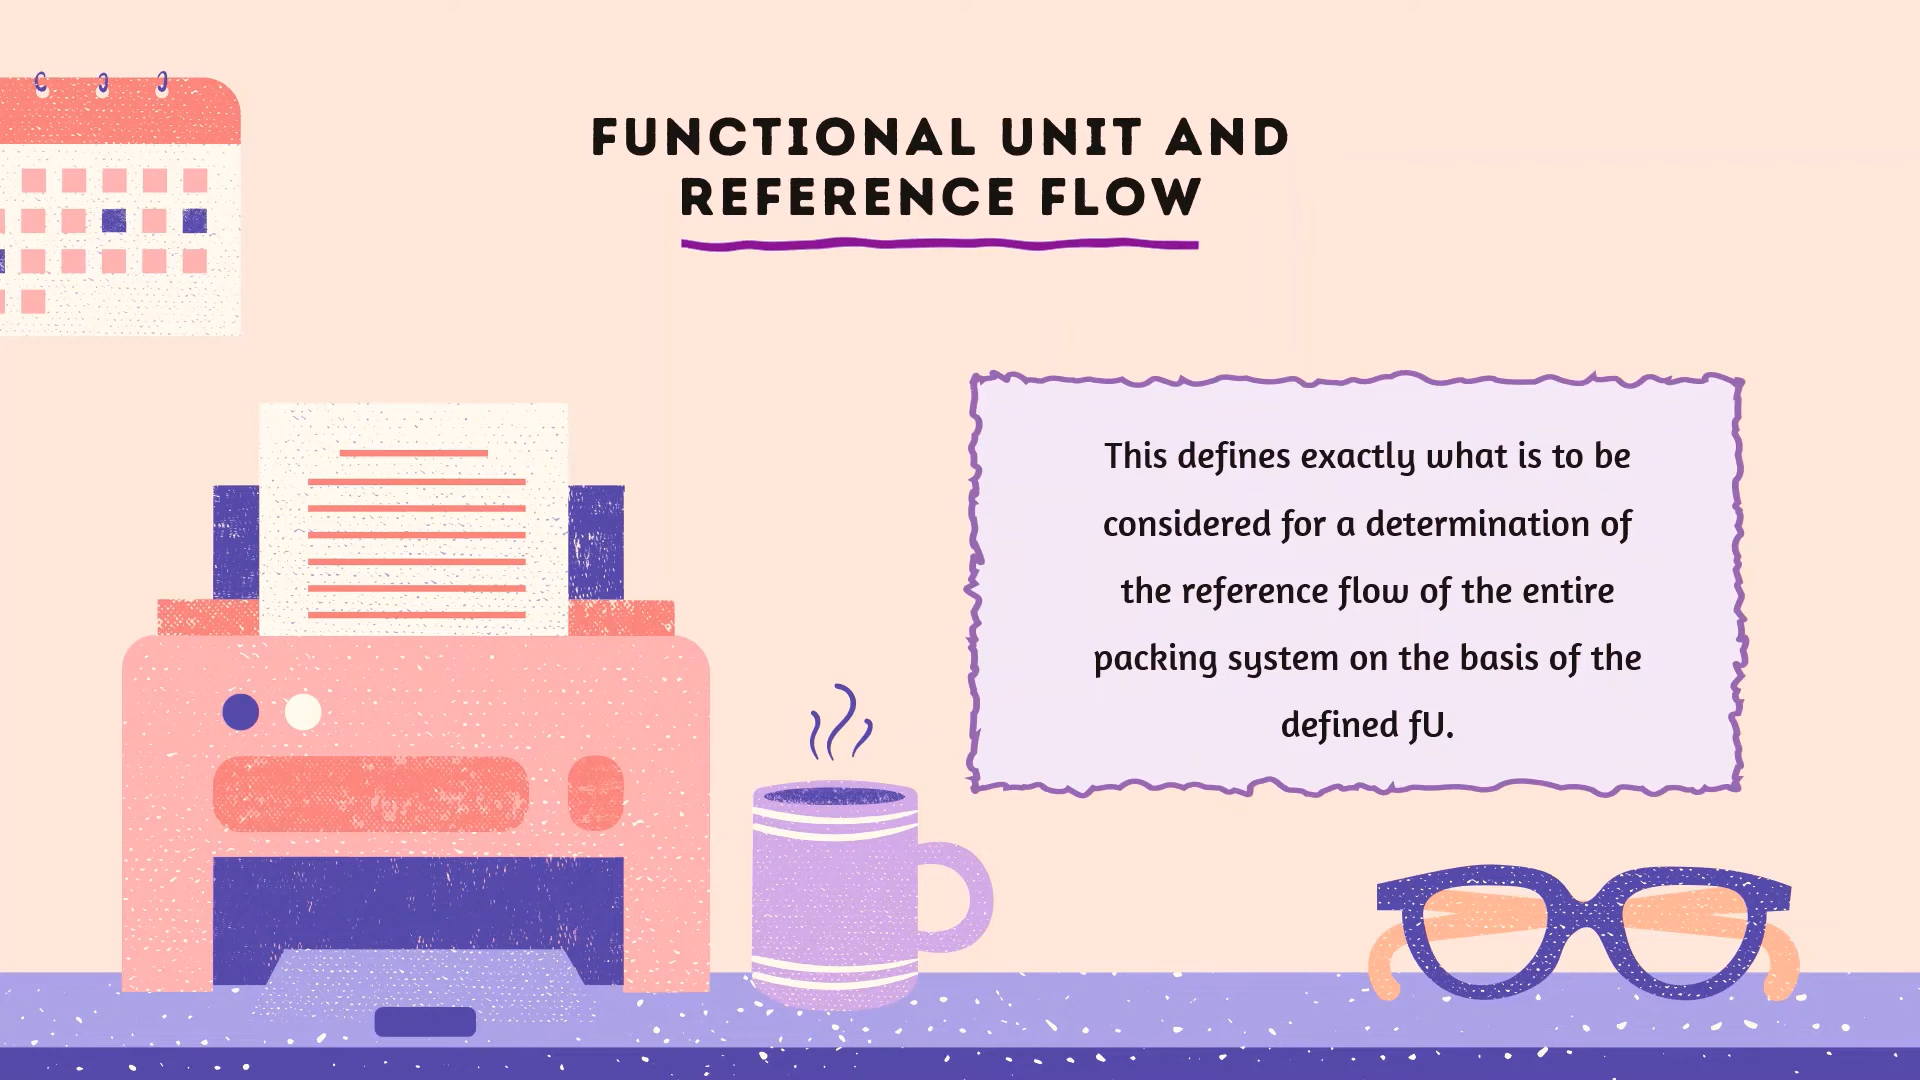 FUNCTIONAL UNIT AND
REFERENCE FLOW
This defines exactly what is to be
considered for a determination of
the reference flow of the entire
packing system on the basis of the
defined fU.